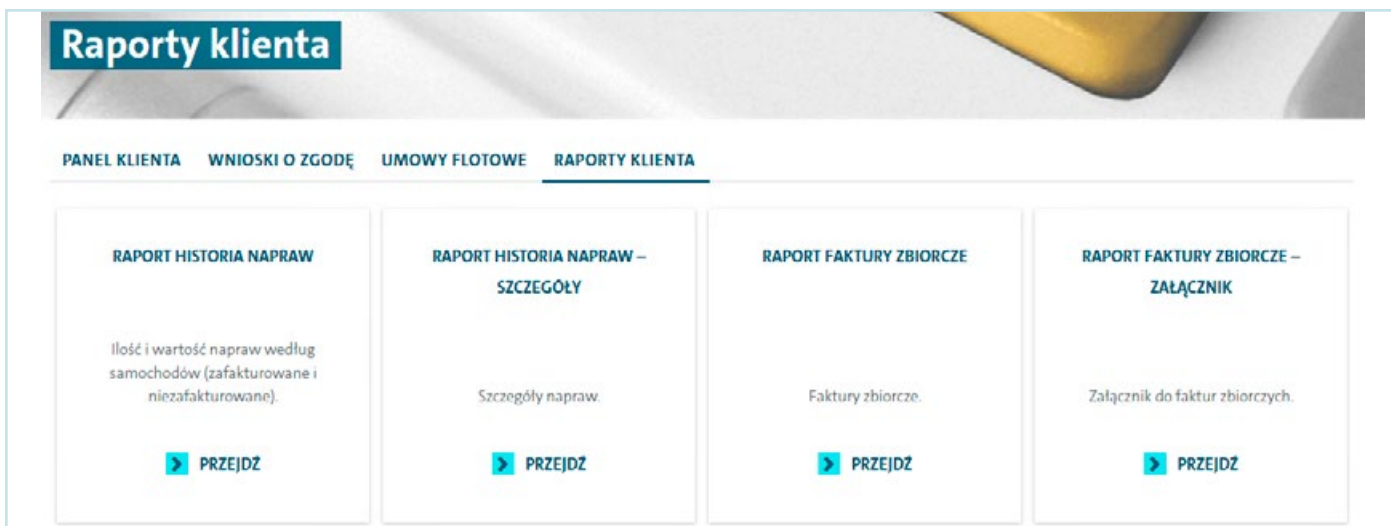 Raporty klienta
PANEL KLIENTA WNIOSKI O ZGODĘ UMOWY FLOTOWE RAPORTY KLIENTA
RAPORT HISTORIA NAPRAW
Ilość i wartość napraw według
samochodów (zafakturowane i
niezafakturowane).
PRZEJDŹ
RAPORT HISTORIA NAPRAW –
SZCZEGÓŁY
Szczegóły napraw.
PRZEJDŹ
RAPORT FAKTURY ZBIORCZE
Faktury zbiorcze.
PRZEJDŹ
RAPORT FAKTURY ZBIORCZE –
ZAŁĄCZNIK
Załącznik do faktur zbiorczych.
PRZEJDŹ